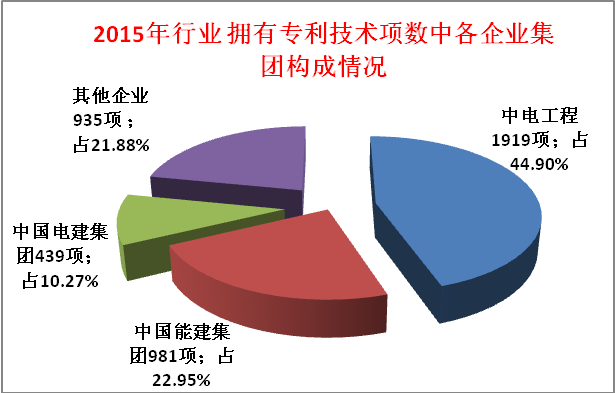 2015年行业 拥有专利技术项数中各企业集
团构成情况
其他企业
935项 ;
占21.88%
中电工程
1919项；占
44.90%
中国电建集
团439项；
占10.27%
中国能建集
团981项；占
22.95%